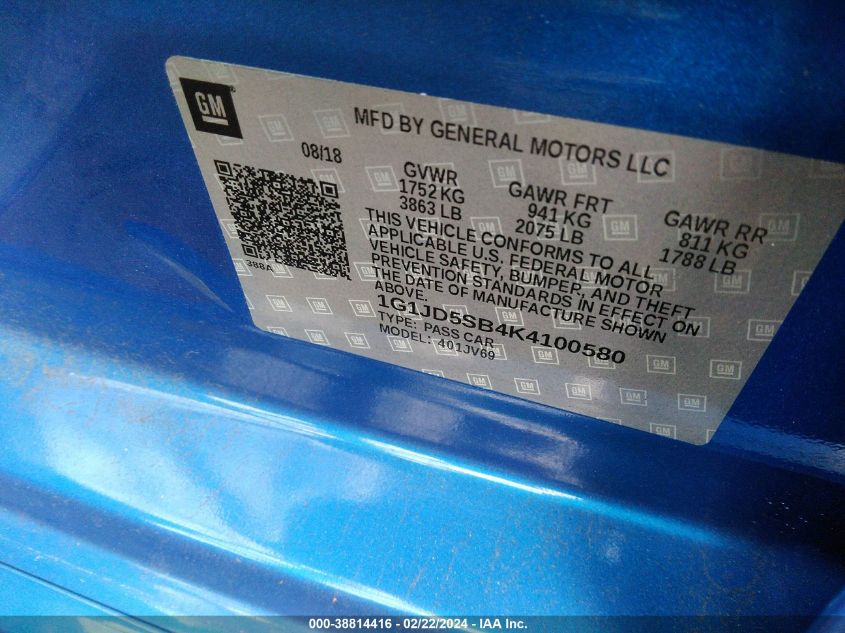 GM
MFD BY GENERAL MOTORS LLC
08/18
GVWR
1752 KG
3863 LB
GAWR FRT
941 KG
2075 LB
GAWR RR
811 KG
1788 LB
THIS VEHICLE CONFORMS TO ALL
APPLICABLE U.S. FEDERAL MOTOR
VEHICLE SAFETY, BUMPER, AND THEFT
PREVENTION STANDARDS IN EFFECT ON
THE DATE OF MANUFACTURE SHOWN
ABOVE.
388A
1G1JD5SB4K4100580
TYPE: PASS CAR
MODEL: 401JV69
000-38814416 - 02/22/2024 - IAA Inc.